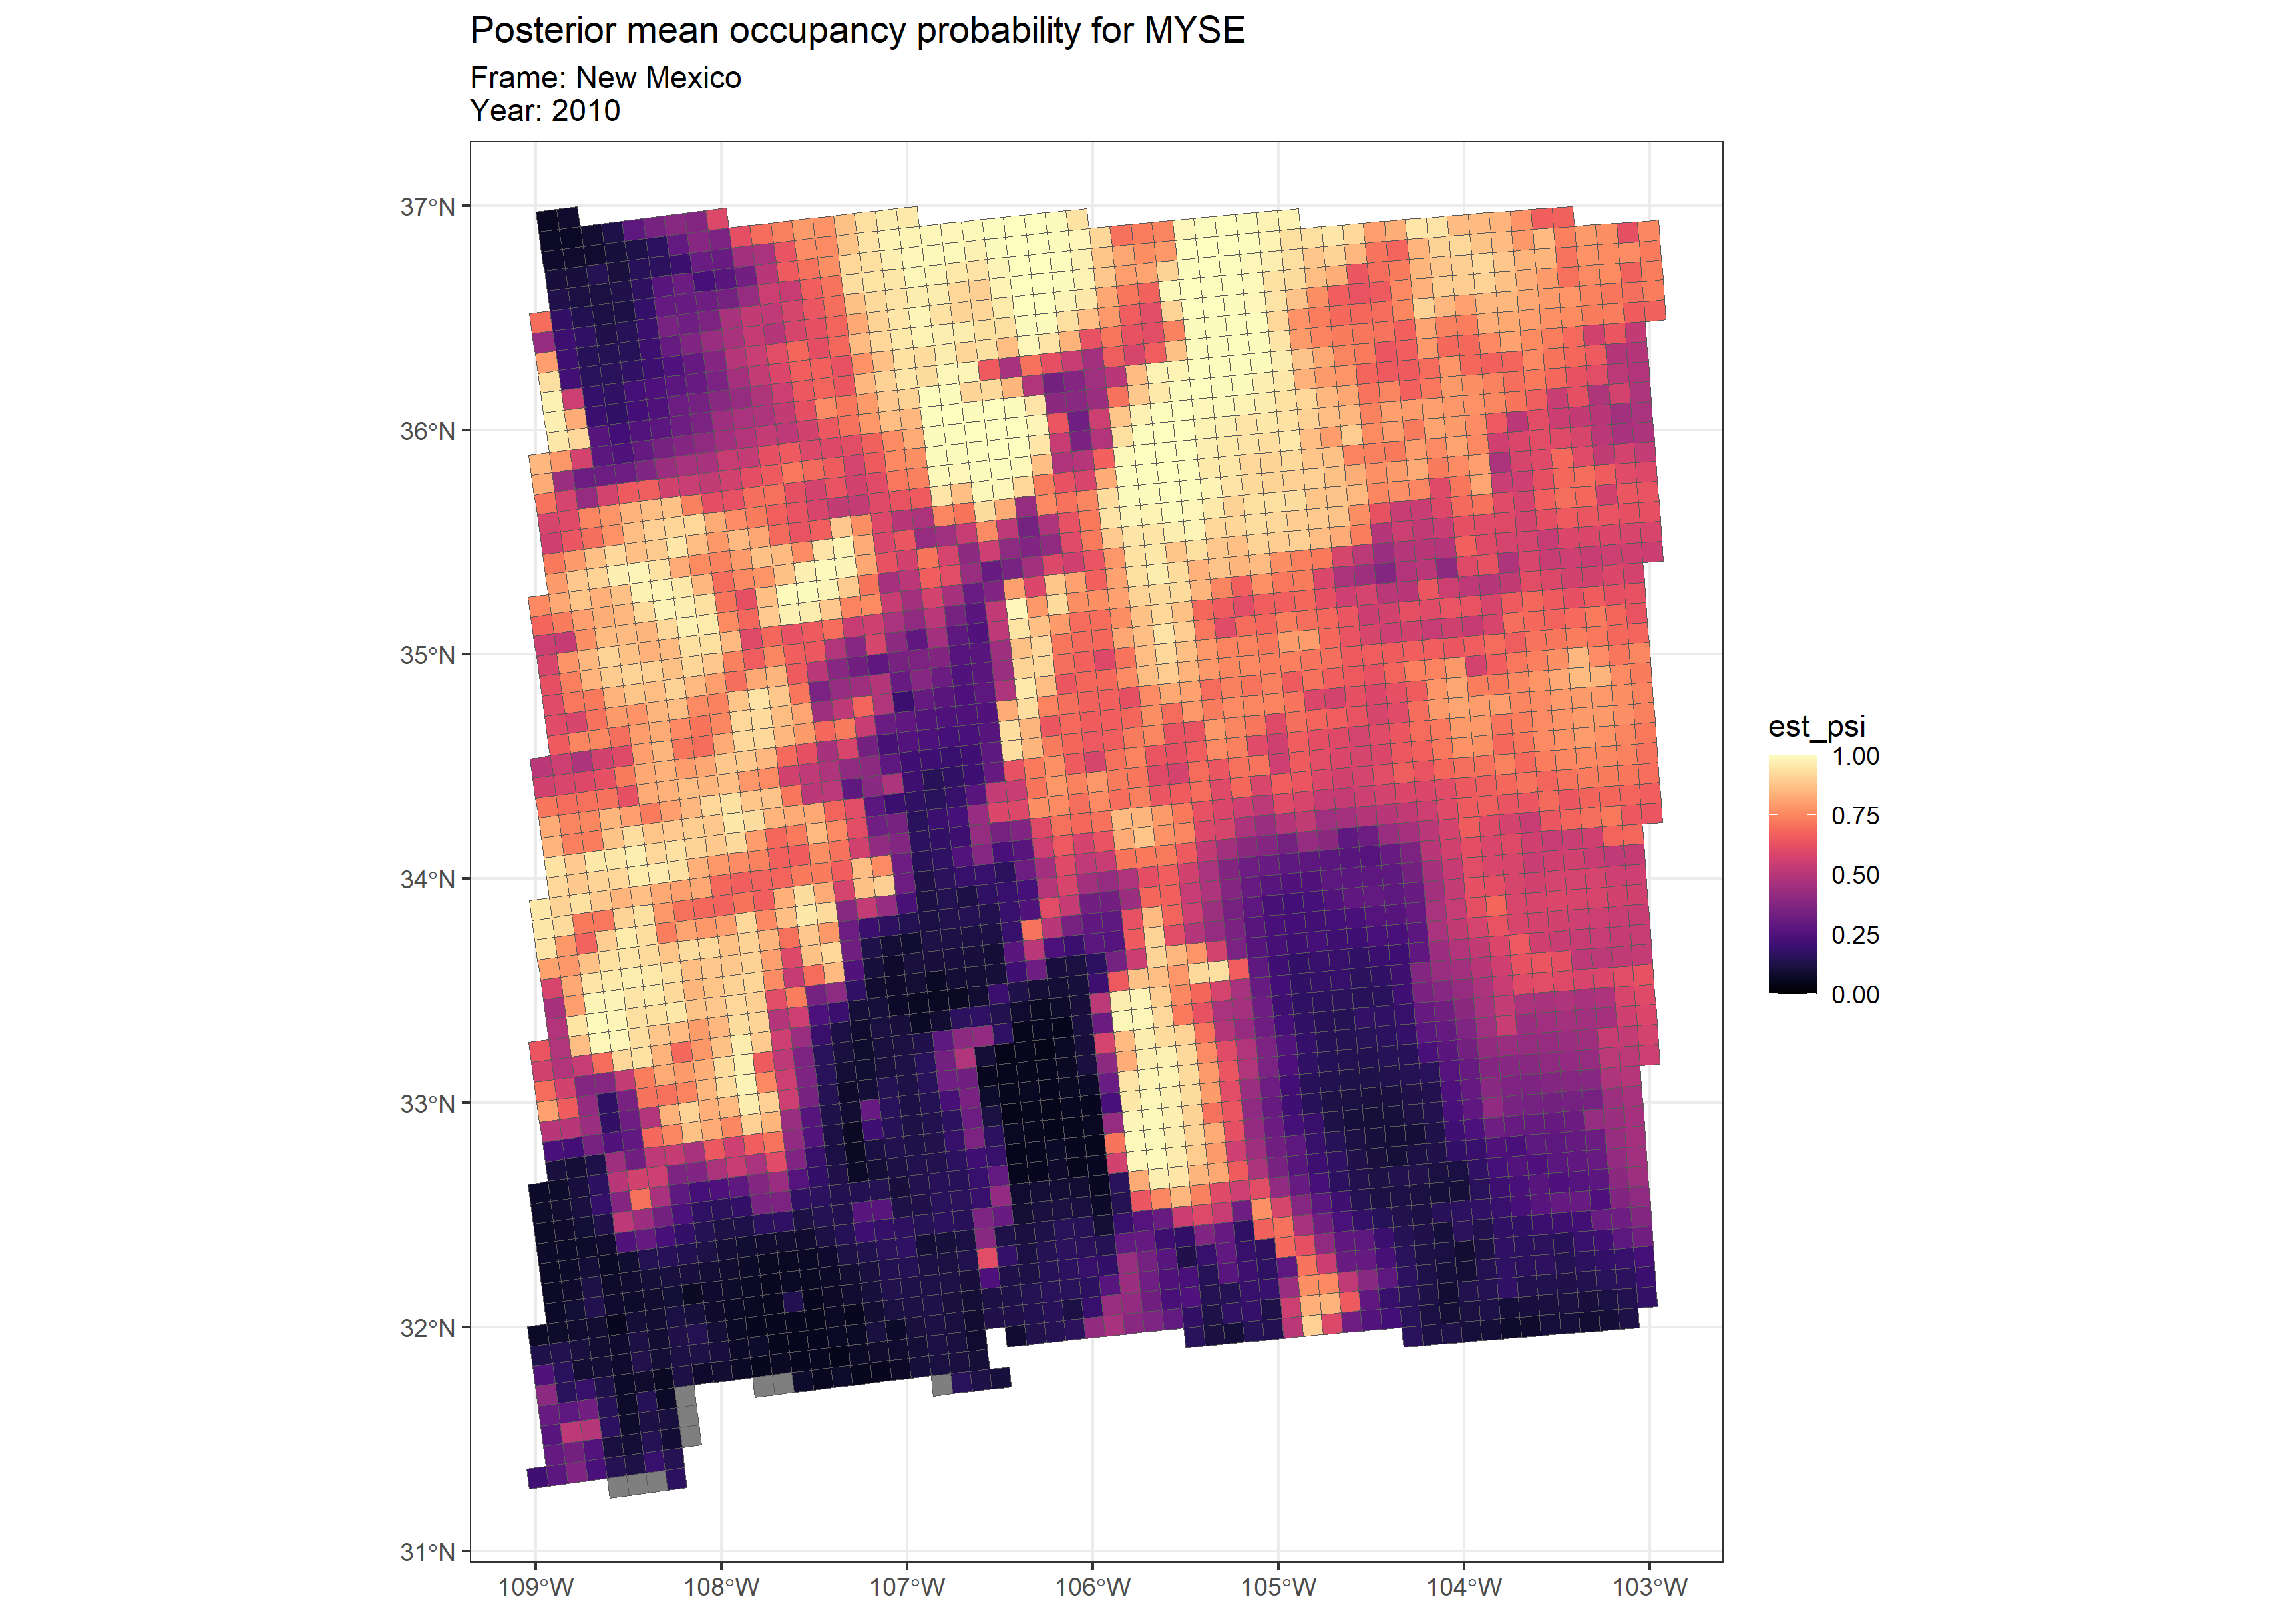 Posterior mean occupancy probability for MYSE
Frame: New Mexico
Year: 2010
37°N
36°N
35°N
34°N
33°N
32°N
31°N
109°W
108°W
107°W
106°W
105°W
104°W
103°W
est_psi
1.00
0.75
0.50
0.25
0.00